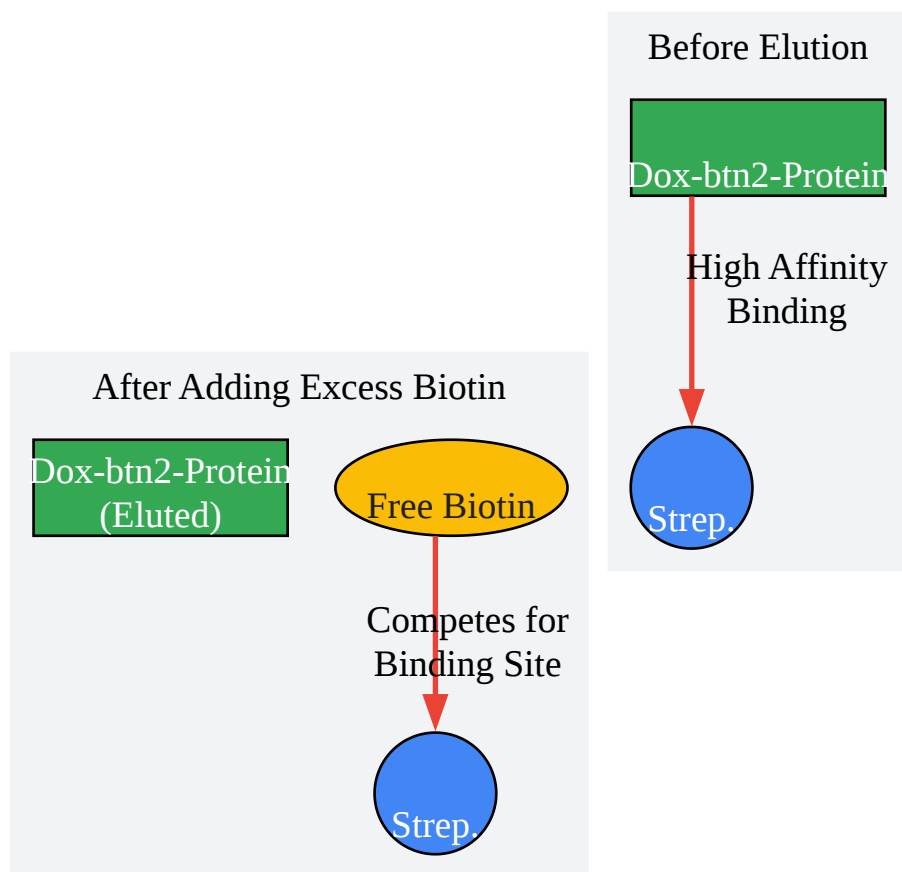 Before Elution
Dox-btn2-Protein
High Affinity
Binding
Strep.
After Adding Excess Biotin
Dox-btn2-Protein
(Eluted)
Free Biotin
Competes for
Binding Site
Strep.